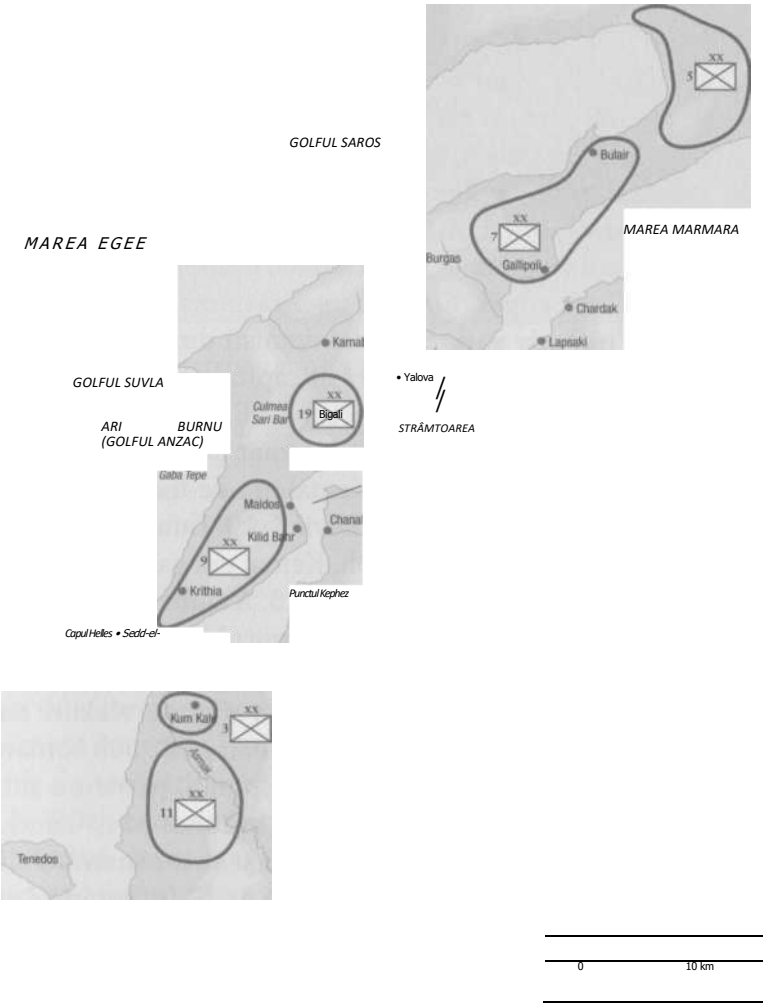 XX
5
GOLFUL SAROS
Bulair
XX
7
MAREA MARMARA
MAREA EGEE
Burgas
Gallipoli
Chardak
Karnal
Lapsaki
GOLFUL SUVLA
• Yalova
XX
Culmea
19
Bigali
Sari Bar
ARI BURNU
STRÂMTOAREA
(GOLFUL ANZAC)
Gaba Tepe
Maidos
Chanal
Kilid Bahr
XX
9
Krithia
Punctul Kephez
Capul Helles • Sedd-el-
XX
Kum Kale
3
XX
11
Tenedos
0 10 km